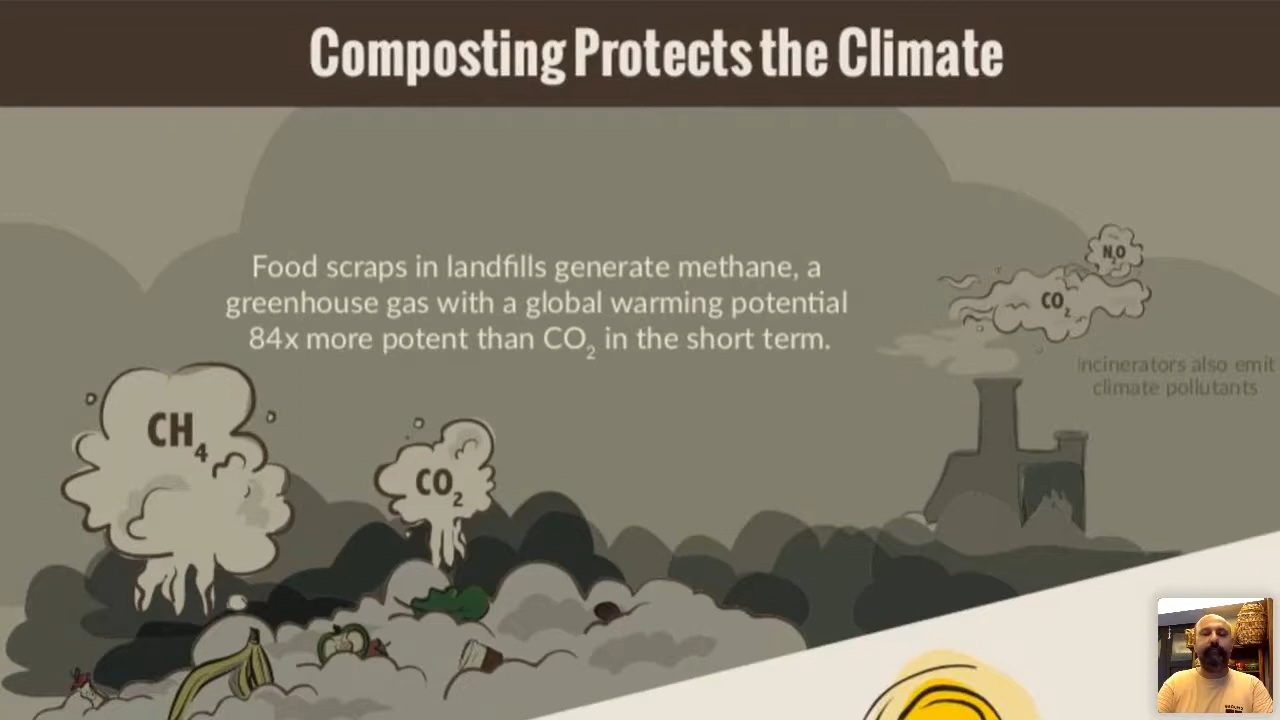 Composting Protects the Climate
Food scraps in landfills generate methane, a
greenhouse gas with a global warming potential
84x more potent than CO₂ in the short term.
N₂O
CO₂
Incinerators also emit
climate pollutants
CH₄
CO₂